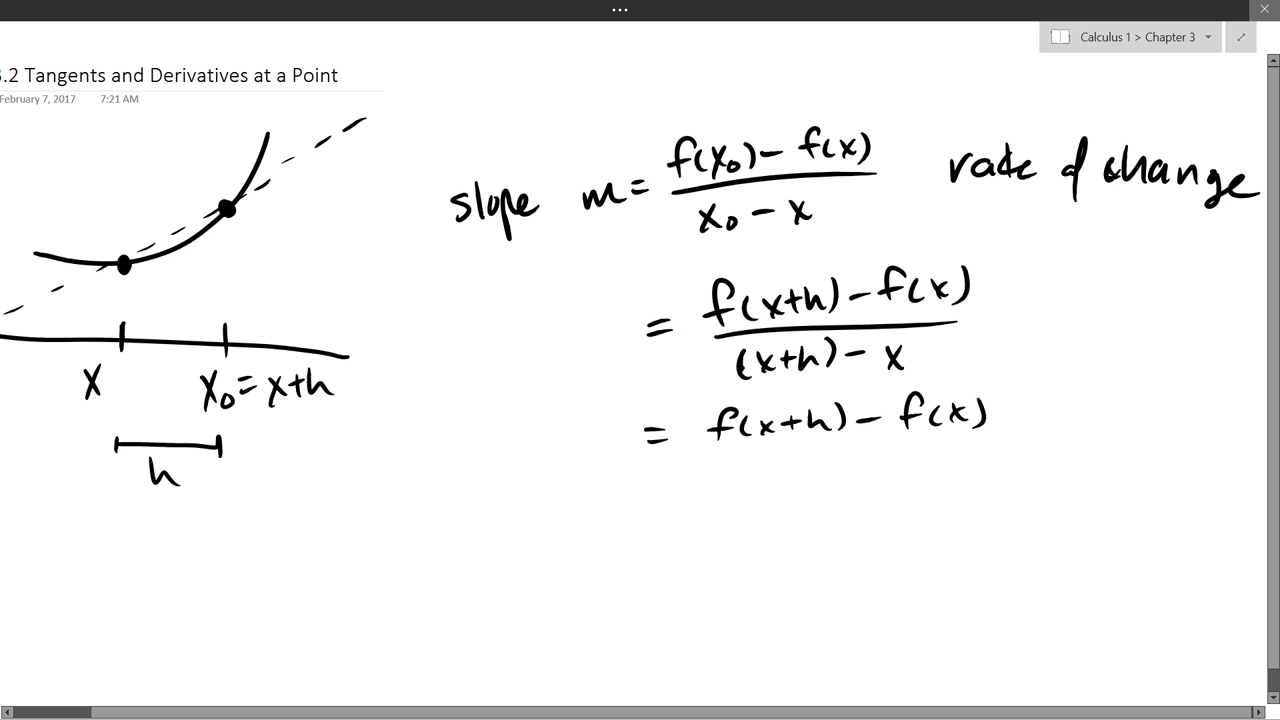 Calculus 1 > Chapter 3
.2 Tangents and Derivatives at a Point
February 7, 2017 7:21 AM
slope m = f(x₀) - f(x) / x₀ - x rate of change
= f(x+h) - f(x) / (x+h) - x
= f(x+h) - f(x)
x x₀ = x+h
h